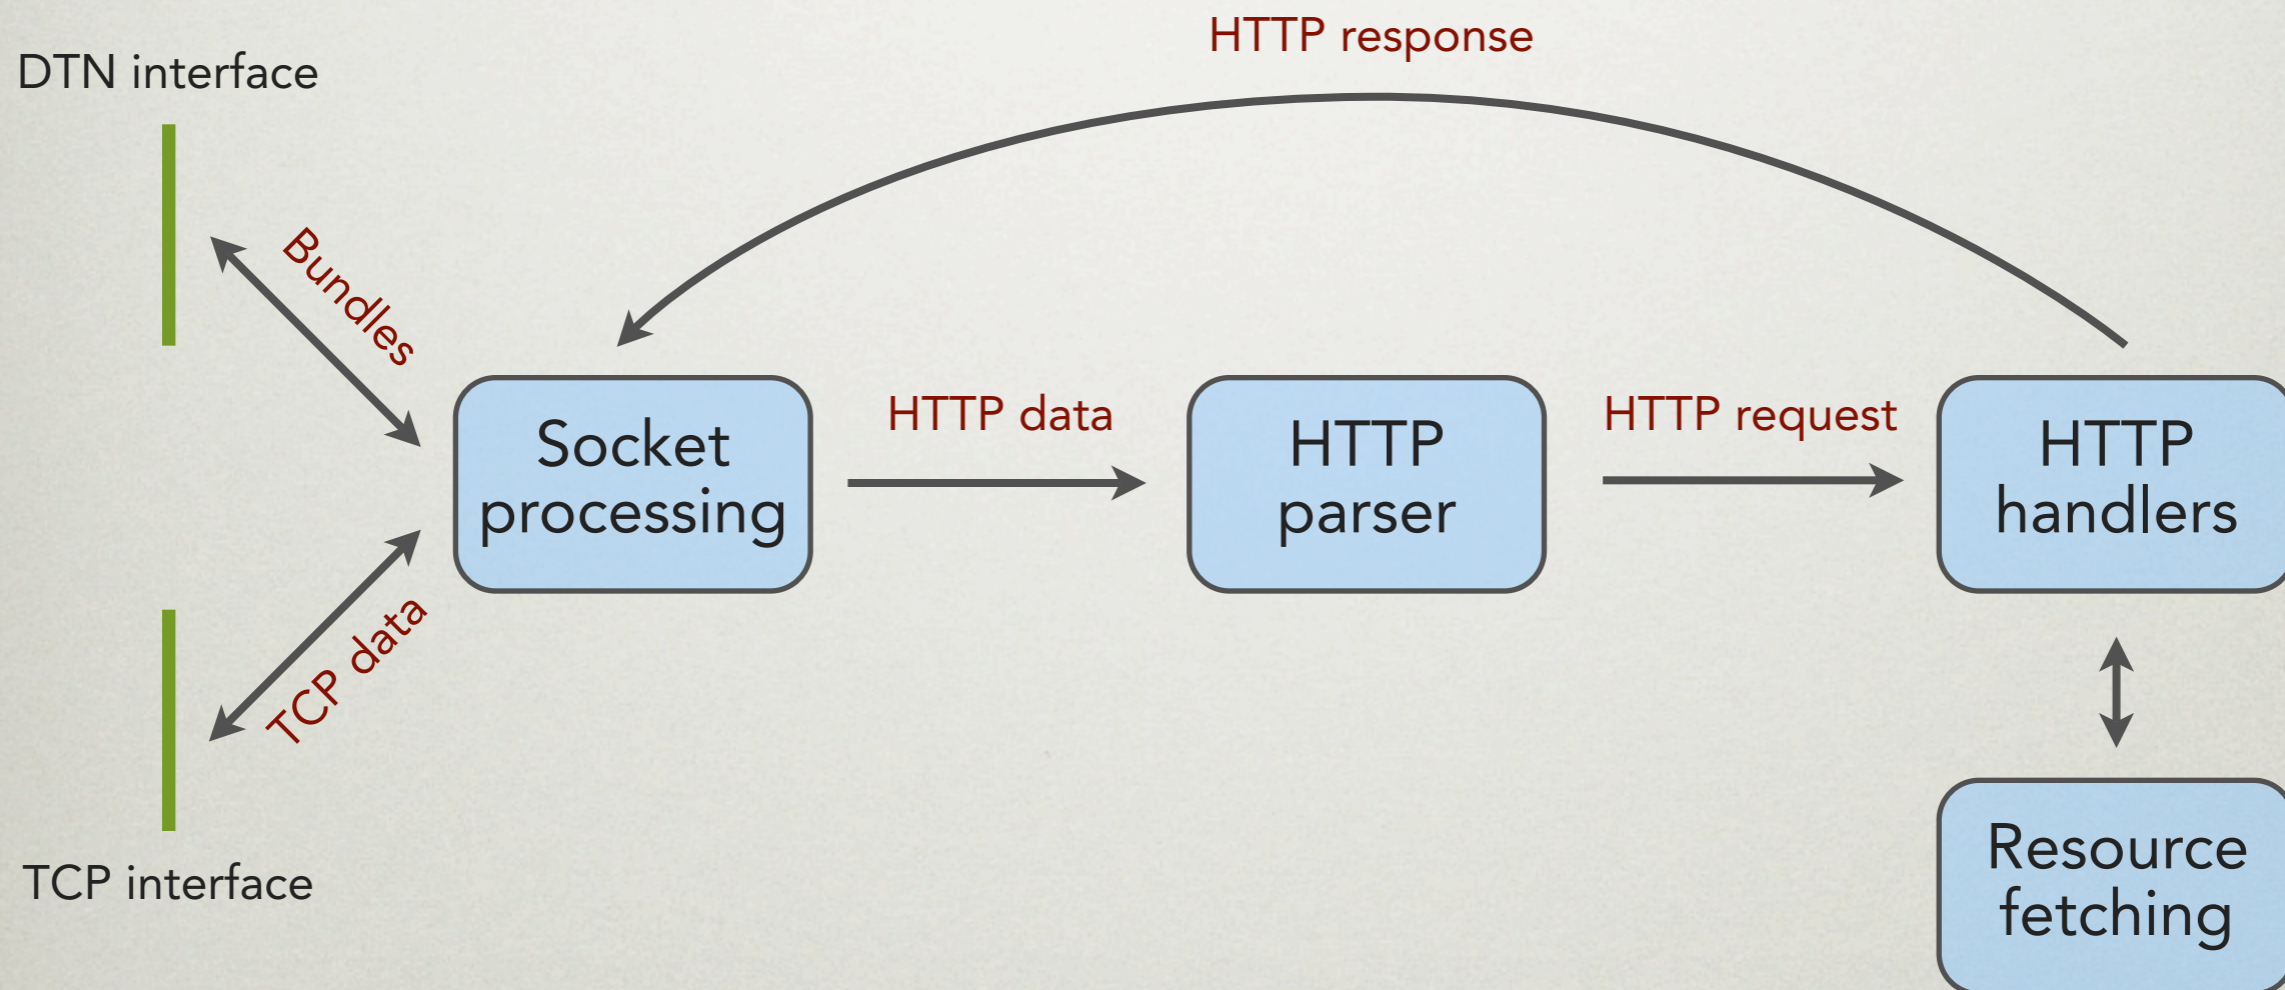 HTTP response
DTN interface
Bundles
Socket
processing
HTTP data
HTTP
parser
HTTP request
HTTP
handlers
TCP data
TCP interface
Resource
fetching